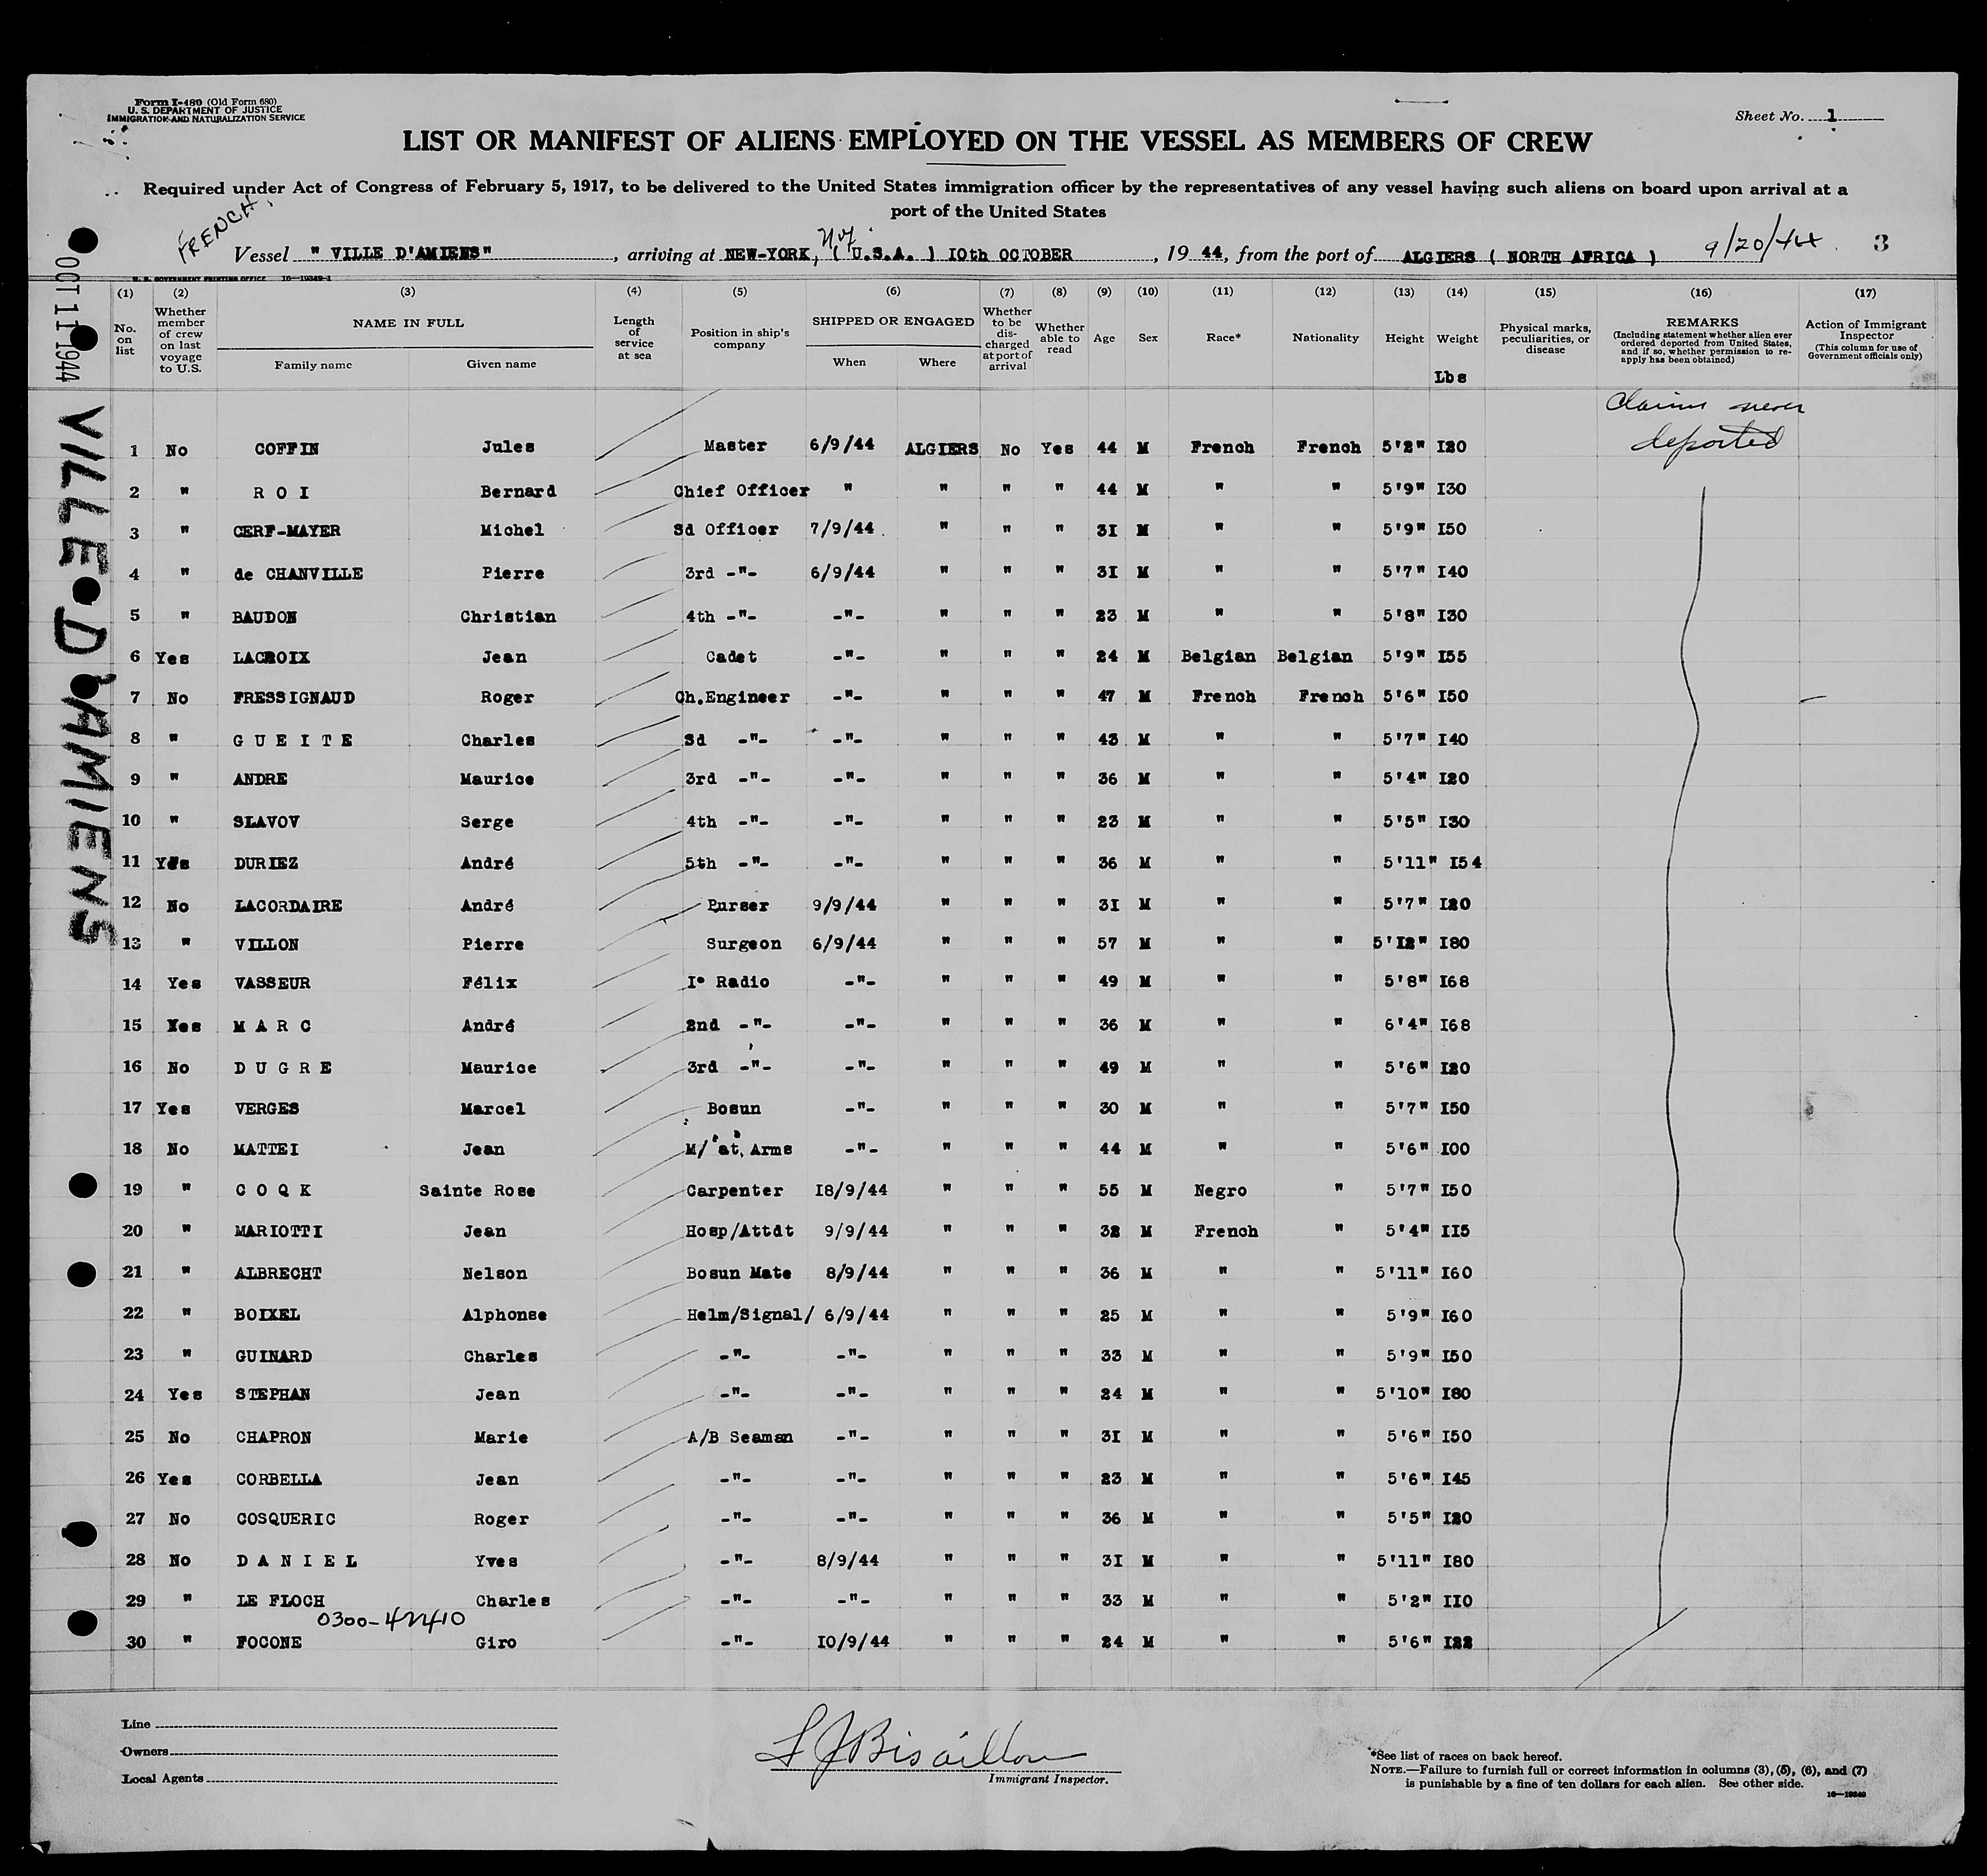 Form I-480 (Old Form 680)
U. S. DEPARTMENT OF JUSTICE
IMMIGRATION AND NATURALIZATION SERVICE
Sheet No. 1
LIST OR MANIFEST OF ALIENS EMPLOYED ON THE VESSEL AS MEMBERS OF CREW
Required under Act of Congress of February 5, 1917, to be delivered to the United States immigration officer by the representatives of any vessel having such aliens on board upon arrival at a
port of the United States
FRENCH
Vessel " VILLE D'AMIENS" , arriving at NEW-YORK, N.Y. ( U.S.A. ) 10th OCTOBER , 19 44, from the port of ALGIERS ( NORTH AFRICA ) 9/20/44 3
U. S. GOVERNMENT PRINTING OFFICE 16—19349-1
OCT 11 1944
VILLE D'AMIENS
(1) (2) (3) (4) (5) (6) (7) (8) (9) (10) (11) (12) (13) (14) (15) (16) (17)
No. on list
Whether member of crew on last voyage to U.S.
NAME IN FULL
Family name Given name
Length of service at sea
Position in ship's company
SHIPPED OR ENGAGED
When Where
Whether to be discharged at port of arrival
Whether able to read
Age
Sex
Race*
Nationality
Height
Weight
Lbs
Physical marks, peculiarities, or disease
REMARKS
(Including statement whether alien ever ordered deported from United States, and if so, whether permission to re-apply has been obtained)
Action of Immigrant Inspector
(This column for use of Government officials only)
Claims never
deported
1 No COFFIN Jules Master 6/9/44 ALGIERS No Yes 44 M French French 5'2" I20
2 " R O I Bernard Chief Officer " " " " 44 M " " 5'9" I30
3 " CERF-MAYER Michel Sd Officer 7/9/44 " " " 3I M " " 5'9" I50
4 " de CHANVILLE Pierre 3rd -"- 6/9/44 " " " 3I M " " 5'7" I40
5 " BAUDON Christian 4th -"- -"- " " " 23 M " " 5'8" I30
6 Yes LACROIX Jean Cadet -"- " " " 24 M Belgian Belgian 5'9" I55
7 No FRESSIGNAUD Roger Ch.Engineer -"- " " " 47 M French French 5'6" I50
8 " G U E I T E Charles Sd -"- -"- " " " 43 M " " 5'7" I40
9 " ANDRE Maurice 3rd -"- -"- " " " 36 M " " 5'4" I20
10 " SLAVOV Serge 4th -"- -"- " " " 23 M " " 5'5" I30
11 Yes DURIEZ André 5th -"- -"- " " " 36 M " " 5'11" I54
12 No LACORDAIRE André Purser 9/9/44 " " " 3I M " " 5'7" I20
13 " VILLON Pierre Surgeon 6/9/44 " " " 57 M " " 5'I2" I80
14 Yes VASSEUR Félix I° Radio -"- " " " 49 M " " 5'8" I68
15 Yes M A R C André 2nd -"- -"- " " " 36 M " " 6'4" I68
16 No D U G R E Maurice 3rd -"- -"- " " " 49 M " " 5'6" I20
17 Yes VERGES Marcel Bosun -"- " " " 30 M " " 5'7" I50
18 No MATTEI Jean M/ at, Arms -"- " " " 44 M " " 5'6" I00
19 " C O Q K Sainte Rose Carpenter I8/9/44 " " " 55 M Negro " 5'7" I50
20 " MARIOTTI Jean Hosp/Attdt 9/9/44 " " " 32 M French " 5'4" II5
21 " ALBRECHT Nelson Bosun Mate 8/9/44 " " " 36 M " " 5'11" I60
22 " BOIXEL Alphonse Helm/Signal/ 6/9/44 " " " 25 M " " 5'9" I60
23 " GUINARD Charles -"- -"- " " " 33 M " " 5'9" I50
24 Yes STEPHAN Jean -"- -"- " " " 24 M " " 5'10" I80
25 No CHAPRON Marie A/B Seaman -"- " " " 3I M " " 5'6" I50
26 Yes CORBELLA Jean -"- -"- " " " 23 M " " 5'6" I45
27 No COSQUERIC Roger -"- -"- " " " 36 M " " 5'5" I20
28 No D A N I E L Yves -"- 8/9/44 " " " 3I M " " 5'11" I80
29 " LE FLOCH Charles -"- -"- " " " 33 M " " 5'2" II0
0300-42410
30 " FOCONE Giro -"- I0/9/44 " " " 24 M " " 5'6" I22
Line
Owners
Local Agents
L J Bisaillon
Immigrant Inspector.
*See list of races on back hereof.
NOTE.—Failure to furnish full or correct information in columns (3), (5), (6), and (7)
is punishable by a fine of ten dollars for each alien. See other side.
16—19349